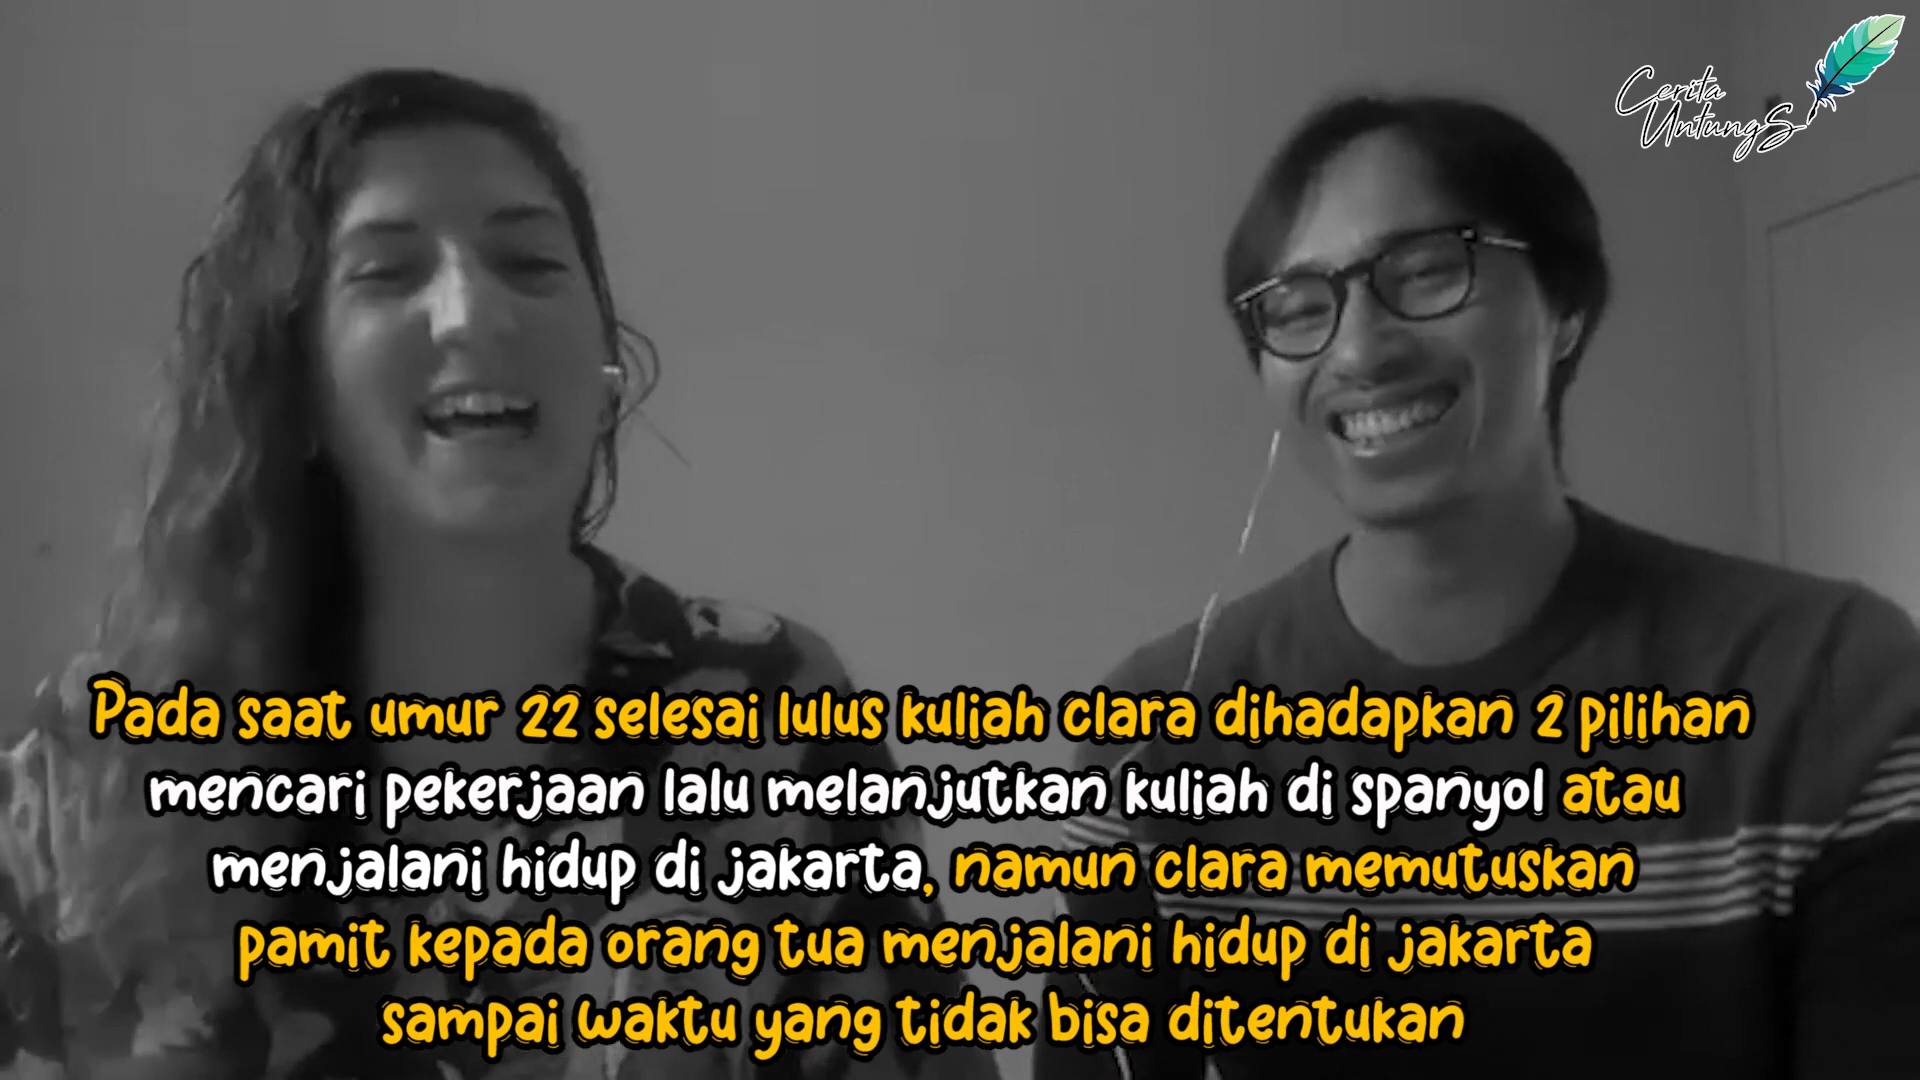 Cerita
UntungS
Pada saat umur 22 selesai lulus kuliah clara dihadapkan 2 pilihan
mencari pekerjaan lalu melanjutkan kuliah di spanyol atau
menjalani hidup di jakarta, namun clara memutuskan
pamit kepada orang tua menjalani hidup di jakarta
sampai waktu yang tidak bisa ditentukan